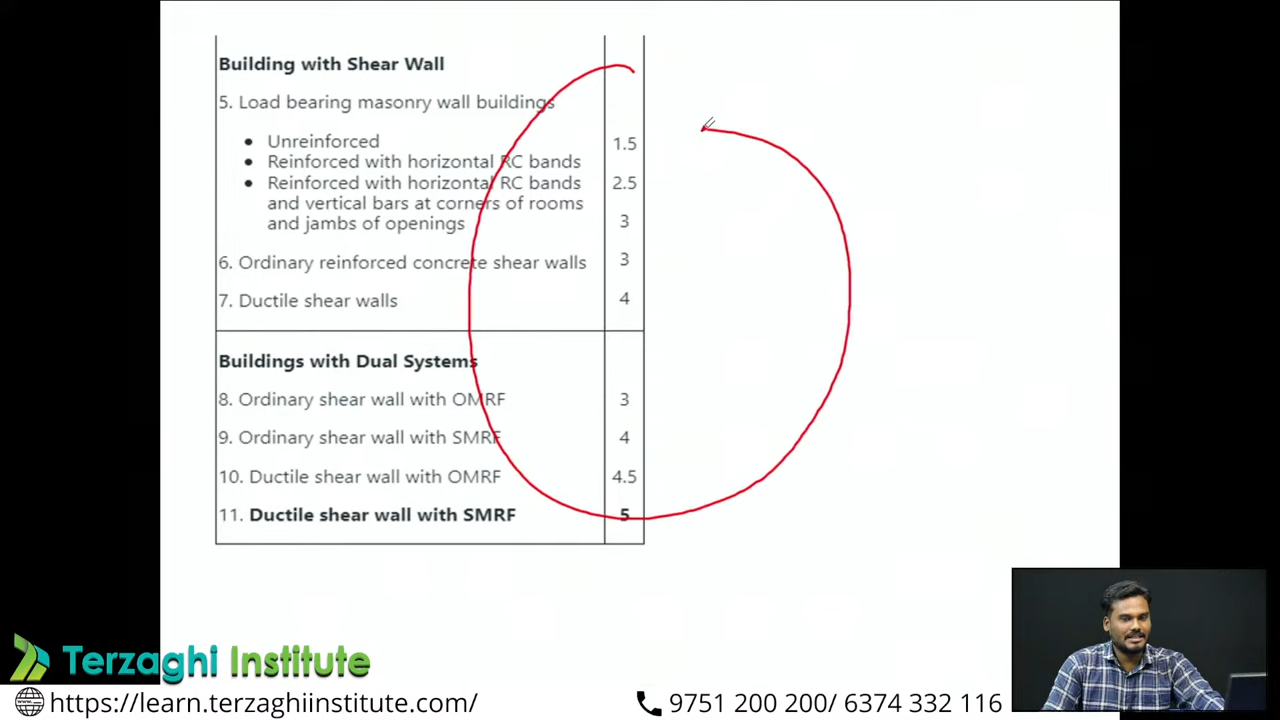 Building with Shear Wall
5. Load bearing masonry wall buildings
• Unreinforced 1.5
• Reinforced with horizontal RC bands
• Reinforced with horizontal RC bands 2.5
and vertical bars at corners of rooms
and jambs of openings 3
6. Ordinary reinforced concrete shear walls 3
7. Ductile shear walls 4
Buildings with Dual Systems
8. Ordinary shear wall with OMRF 3
9. Ordinary shear wall with SMRF 4
10. Ductile shear wall with OMRF 4.5
11. Ductile shear wall with SMRF 5
Terzaghi Institute
https://learn.terzaghiinstitute.com/ 9751 200 200/ 6374 332 116